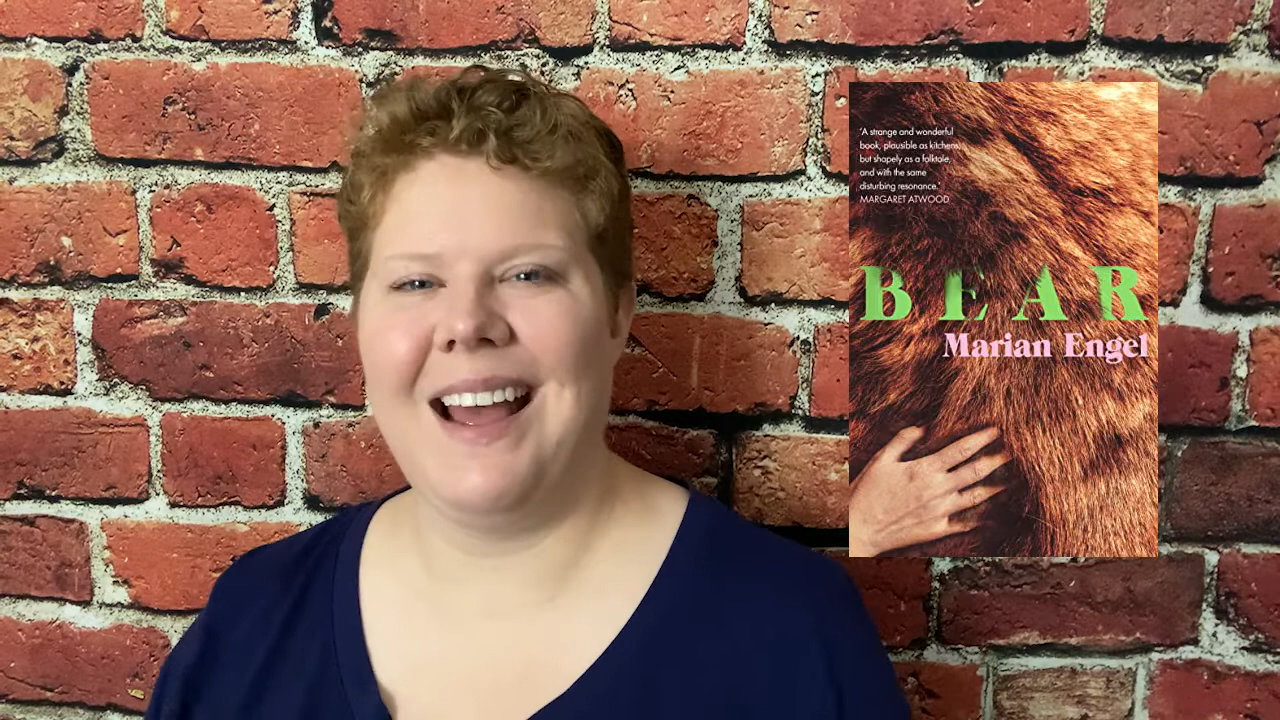 ‘A strange and wonderful
book, plausible as kitchens,
but shapely as a folktale,
and with the same
disturbing resonance.’
MARGARET ATWOOD
BEAR
Marian Engel